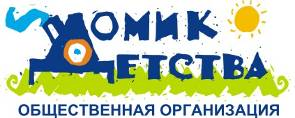 ДОМИК
ДЕТСТВА
ОБЩЕСТВЕННАЯ ОРГАНИЗАЦИЯ